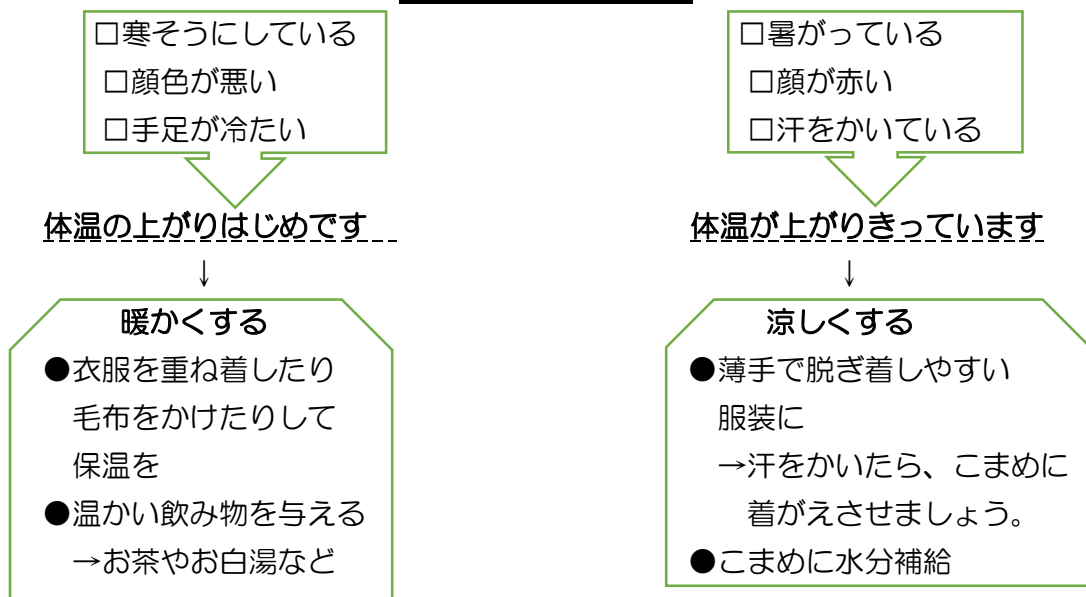 □寒そうにしている
□顔色が悪い
□手足が冷たい
体温の上がりはじめです
↓
暖かくする
●衣服を重ね着したり
毛布をかけたりして
保温を
●温かい飲み物を与える
→お茶やお白湯など
□暑がっている
□顔が赤い
□汗をかいている
体温が上がりきっています
↓
涼しくする
●薄手で脱ぎ着しやすい
服装に
→汗をかいたら、こまめに
着がえさせましょう。
●こまめに水分補給